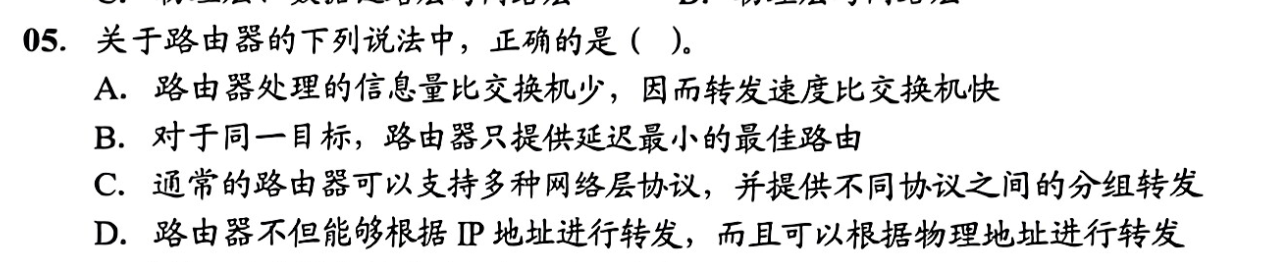 05. 关于路由器的下列说法中，正确的是（ ）。
A. 路由器处理的信息量比交换机少，因而转发速度比交换机快
B. 对于同一目标，路由器只提供延迟最小的最佳路由
C. 通常的路由器可以支持多种网络层协议，并提供不同协议之间的分组转发
D. 路由器不但能够根据 IP 地址进行转发，而且可以根据物理地址进行转发